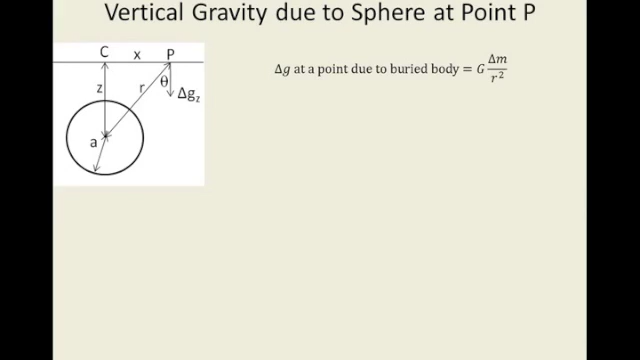 Vertical Gravity due to Sphere at Point P
C x P
z r θ Δg_z
a
Δg at a point due to buried body = G Δm/r²